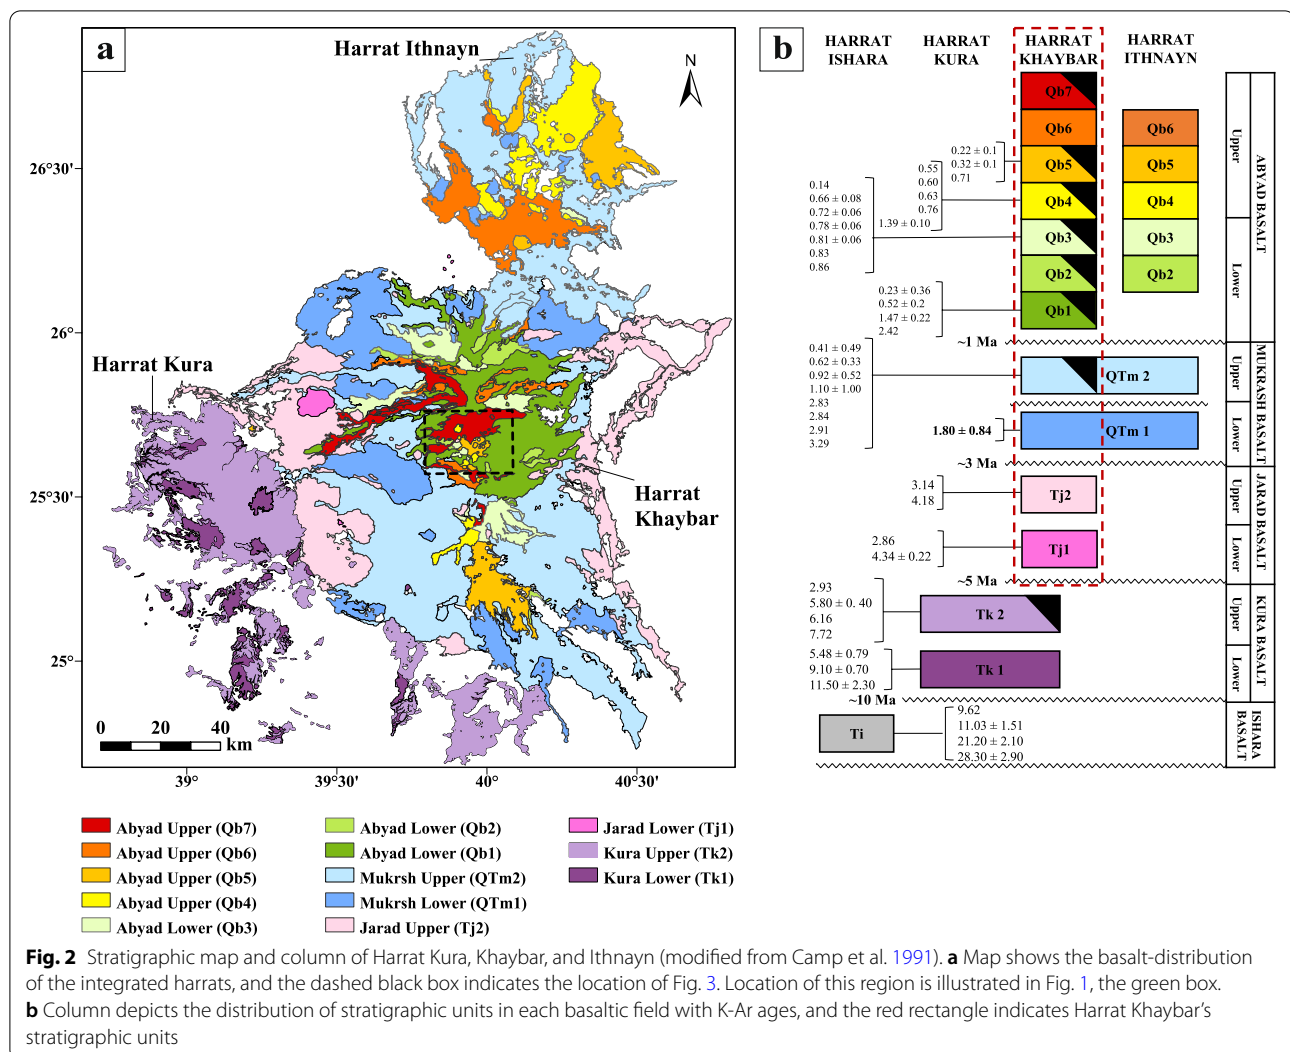 a
Harrat Ithnayn
N
26°30'
26°
Harrat Kura
25°30'
Harrat
Khaybar
25°
0 20 40
km
39°
39°30'
40°
40°30'
b
HARRAT
ISHARA
HARRAT
KURA
HARRAT
KHAYBAR
HARRAT
ITHNAYN
Qb7
Qb6
Qb6
0.22 ± 0.1
0.32 ± 0.1
0.71
Qb5
Qb5
0.55
0.60
0.63
0.76
1.39 ± 0.10
Qb4
Qb4
0.14
0.66 ± 0.08
0.72 ± 0.06
0.78 ± 0.06
0.81 ± 0.06
0.83
0.86
Qb3
Qb3
Qb2
Qb2
0.23 ± 0.36
0.52 ± 0.2
1.47 ± 0.22
2.42
Qb1
Upper
Lower
ABYAD BASALT
~1 Ma
0.41 ± 0.49
0.62 ± 0.33
0.92 ± 0.52
1.10 ± 1.00
2.83
2.84
2.91
3.29
QTm 2
1.80 ± 0.84
QTm 1
Upper
Lower
MUKRASH BASALT
~3 Ma
3.14
4.18
Tj2
2.86
4.34 ± 0.22
Tj1
Upper
Lower
JARAD BASALT
~5 Ma
2.93
5.80 ± 0. 40
6.16
7.72
Tk 2
5.48 ± 0.79
9.10 ± 0.70
11.50 ± 2.30
Tk 1
Upper
Lower
KURA BASALT
~10 Ma
Ti
9.62
11.03 ± 1.51
21.20 ± 2.10
28.30 ± 2.90
ISHARA
BASALT
Abyad Upper (Qb7)
Abyad Upper (Qb6)
Abyad Upper (Qb5)
Abyad Upper (Qb4)
Abyad Lower (Qb3)
Abyad Lower (Qb2)
Abyad Lower (Qb1)
Mukrsh Upper (QTm2)
Mukrsh Lower (QTm1)
Jarad Upper (Tj2)
Jarad Lower (Tj1)
Kura Upper (Tk2)
Kura Lower (Tk1)
Fig. 2 Stratigraphic map and column of Harrat Kura, Khaybar, and Ithnayn (modified from Camp et al. 1991). a Map shows the basalt-distribution
of the integrated harrats, and the dashed black box indicates the location of Fig. 3. Location of this region is illustrated in Fig. 1, the green box.
b Column depicts the distribution of stratigraphic units in each basaltic field with K-Ar ages, and the red rectangle indicates Harrat Khaybar's
stratigraphic units